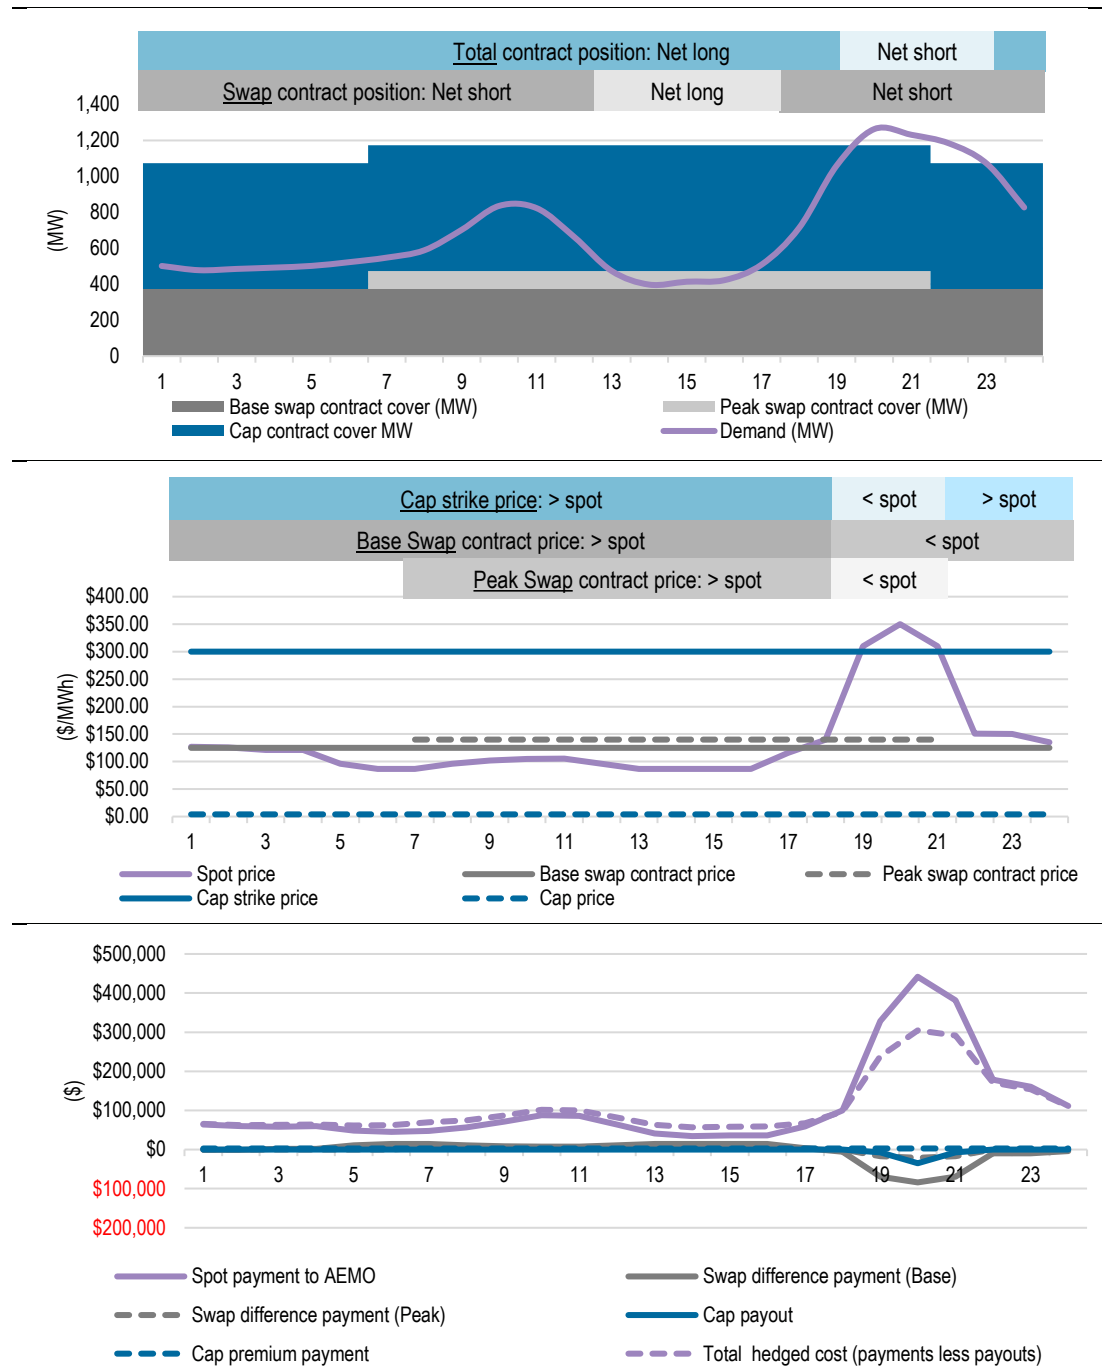 Total contract position: Net long Net short
Swap contract position: Net short Net long Net short
1,400
1,200
1,000
800
600
400
200
0
(MW)
1 3 5 7 9 11 13 15 17 19 21 23
Base swap contract cover (MW) Peak swap contract cover (MW)
Cap contract cover MW Demand (MW)
Cap strike price: > spot < spot > spot
Base Swap contract price: > spot < spot
Peak Swap contract price: > spot < spot
$400.00
$350.00
$300.00
$250.00
$200.00
$150.00
$100.00
$50.00
$0.00
($/MWh)
1 3 5 7 9 11 13 15 17 19 21 23
Spot price Base swap contract price Peak swap contract price
Cap strike price Cap price
$500,000
$400,000
$300,000
$200,000
$100,000
$0
$100,000
$200,000
($)
1 3 5 7 9 11 13 15 17 19 21 23
Spot payment to AEMO Swap difference payment (Base)
Swap difference payment (Peak) Cap payout
Cap premium payment Total hedged cost (payments less payouts)